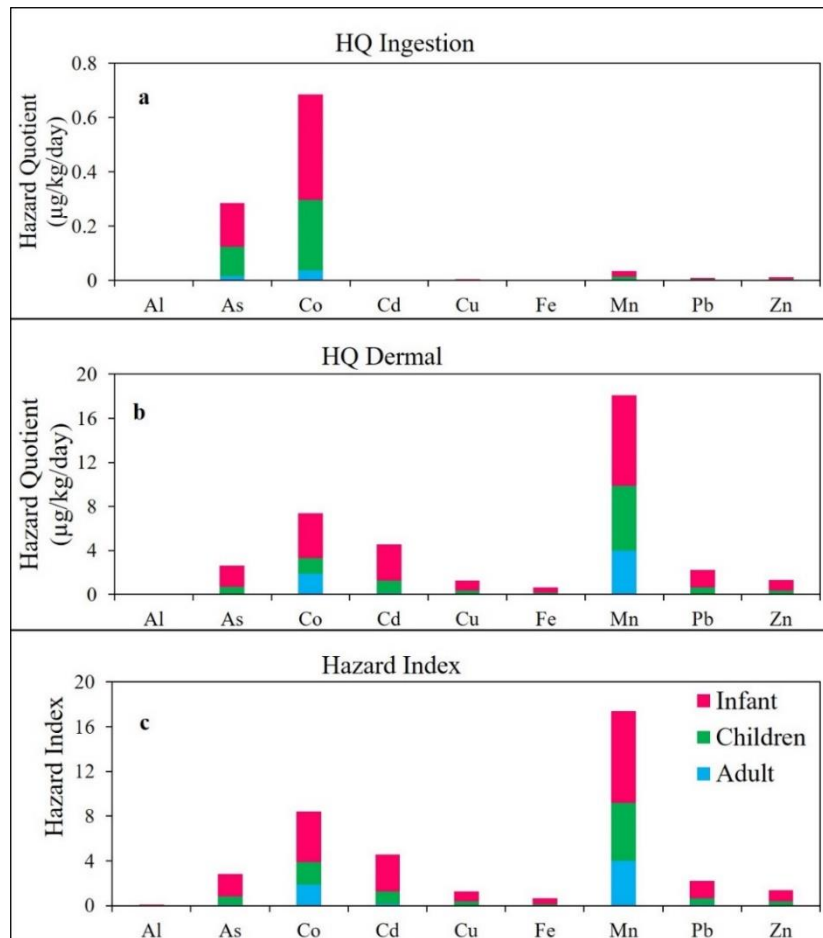 HQ Ingestion
a
Hazard Quotient
(µg/kg/day)
0.8
0.6
0.4
0.2
0
Al As Co Cd Cu Fe Mn Pb Zn
HQ Dermal
b
Hazard Quotient
(µg/kg/day)
20
16
12
8
4
0
Al As Co Cd Cu Fe Mn Pb Zn
Hazard Index
c
Hazard Index
20
16
12
8
4
0
Infant
Children
Adult
Al As Co Cd Cu Fe Mn Pb Zn